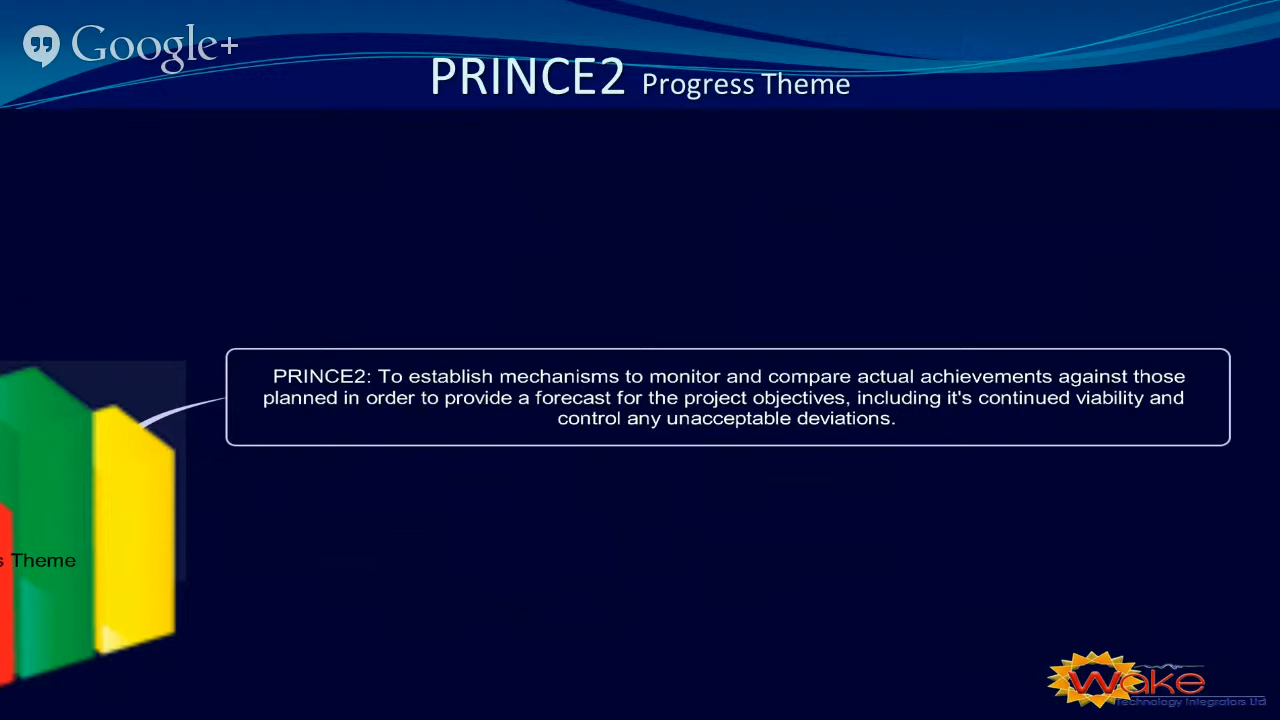 Google+
PRINCE2 Progress Theme
PRINCE2: To establish mechanisms to monitor and compare actual achievements against those
planned in order to provide a forecast for the project objectives, including it's continued viability and
control any unacceptable deviations.
s Theme
Wake
Technology Integrators Ltd